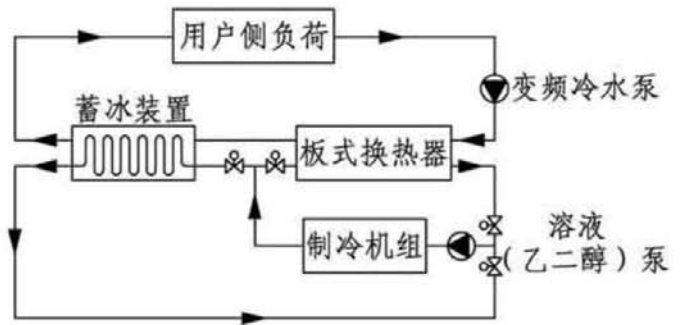 用户侧负荷
变频冷水泵
蓄冰装置
板式换热器
制冷机组
溶液
（乙二醇）泵